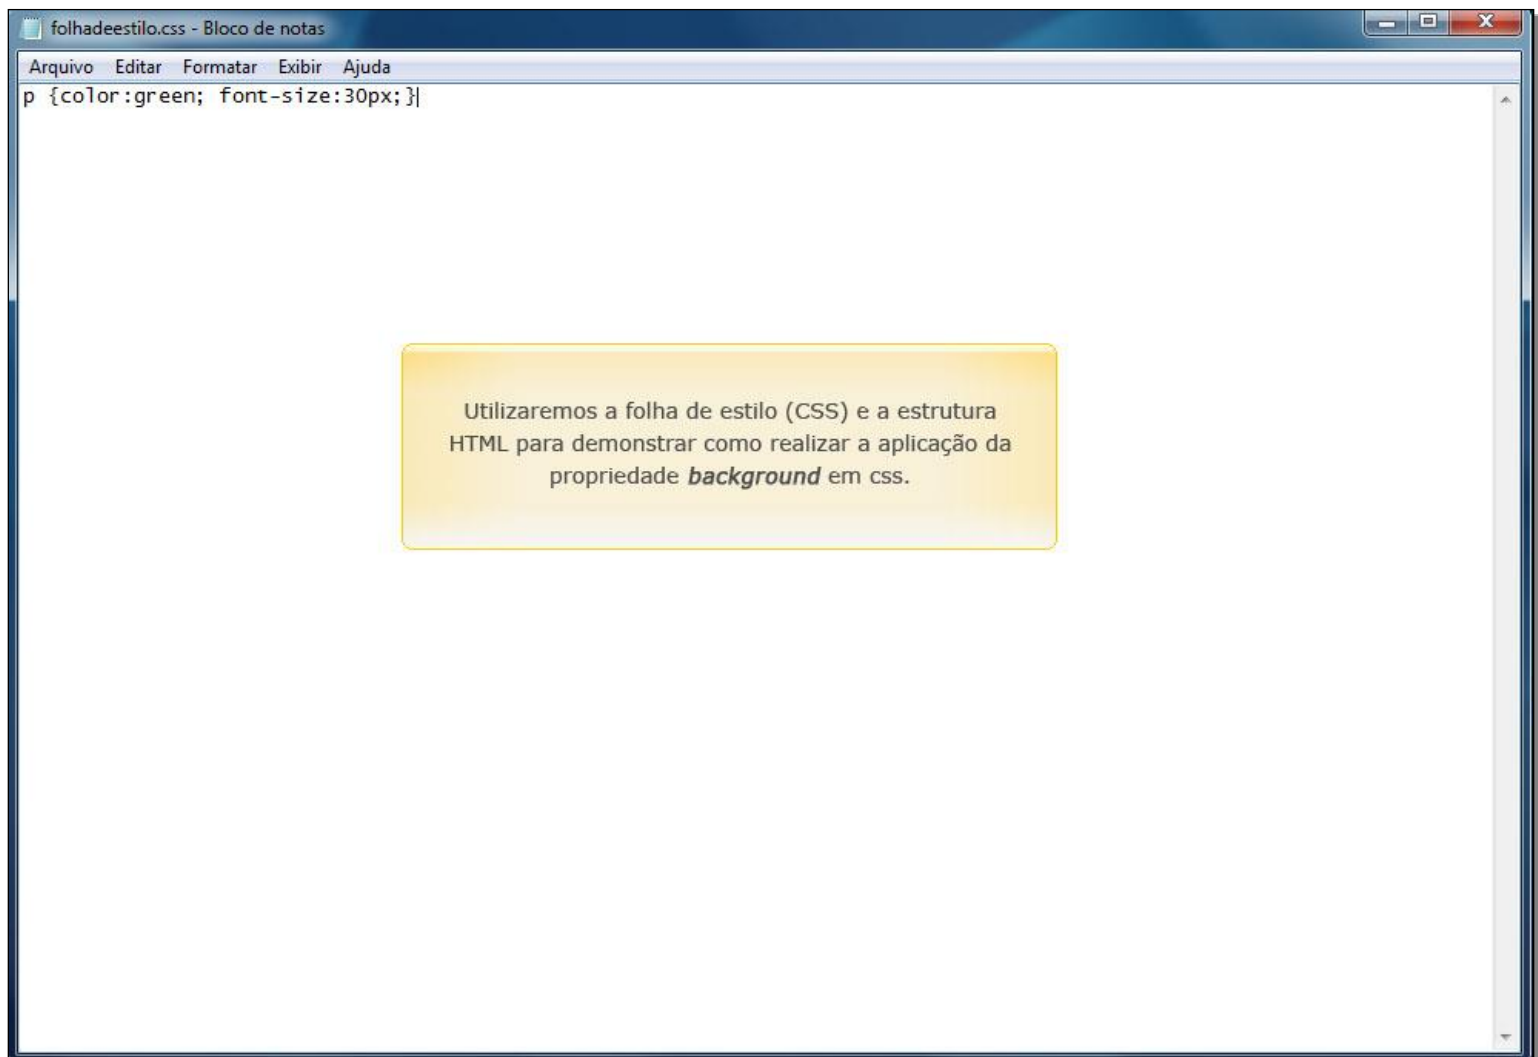 folhadeestilo.css - Bloco de notas
Arquivo Editar Formatar Exibir Ajuda
p {color:green; font-size:30px;}
Utilizaremos a folha de estilo (CSS) e a estrutura
HTML para demonstrar como realizar a aplicação da
propriedade background em css.